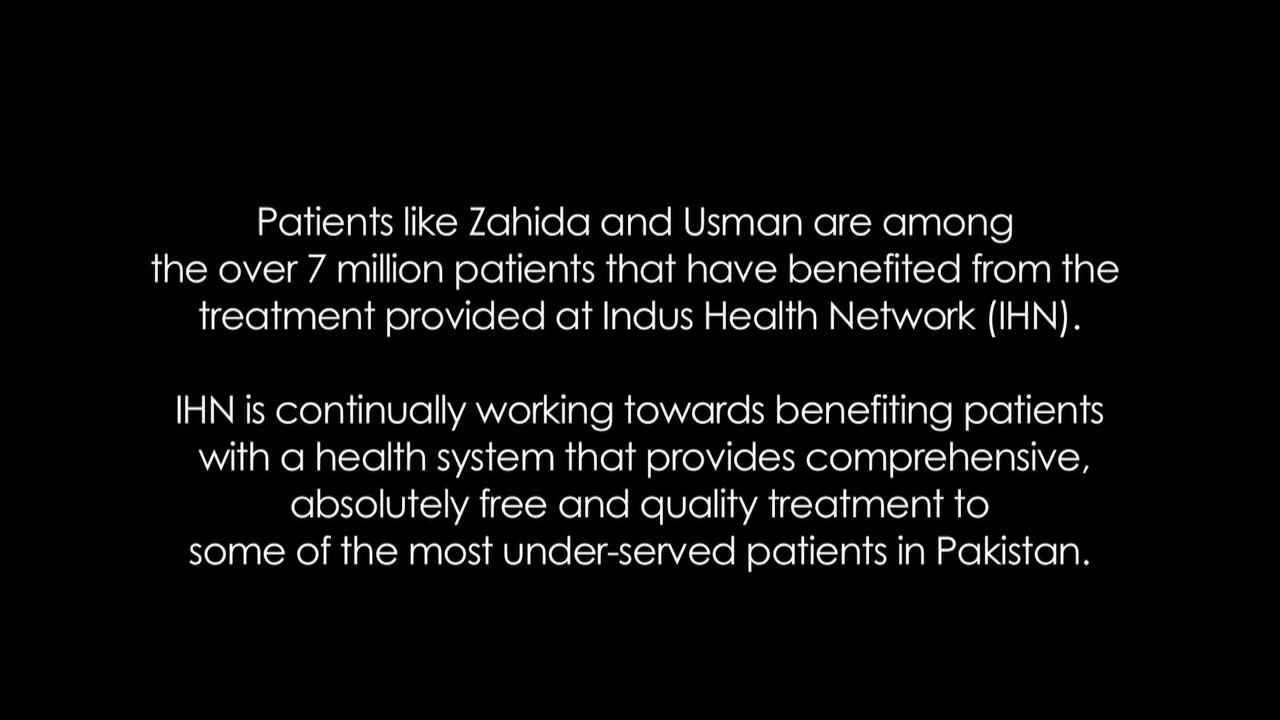 Patients like Zahida and Usman are among
the over 7 million patients that have benefited from the
treatment provided at Indus Health Network (IHN).
IHN is continually working towards benefiting patients
with a health system that provides comprehensive,
absolutely free and quality treatment to
some of the most under-served patients in Pakistan.